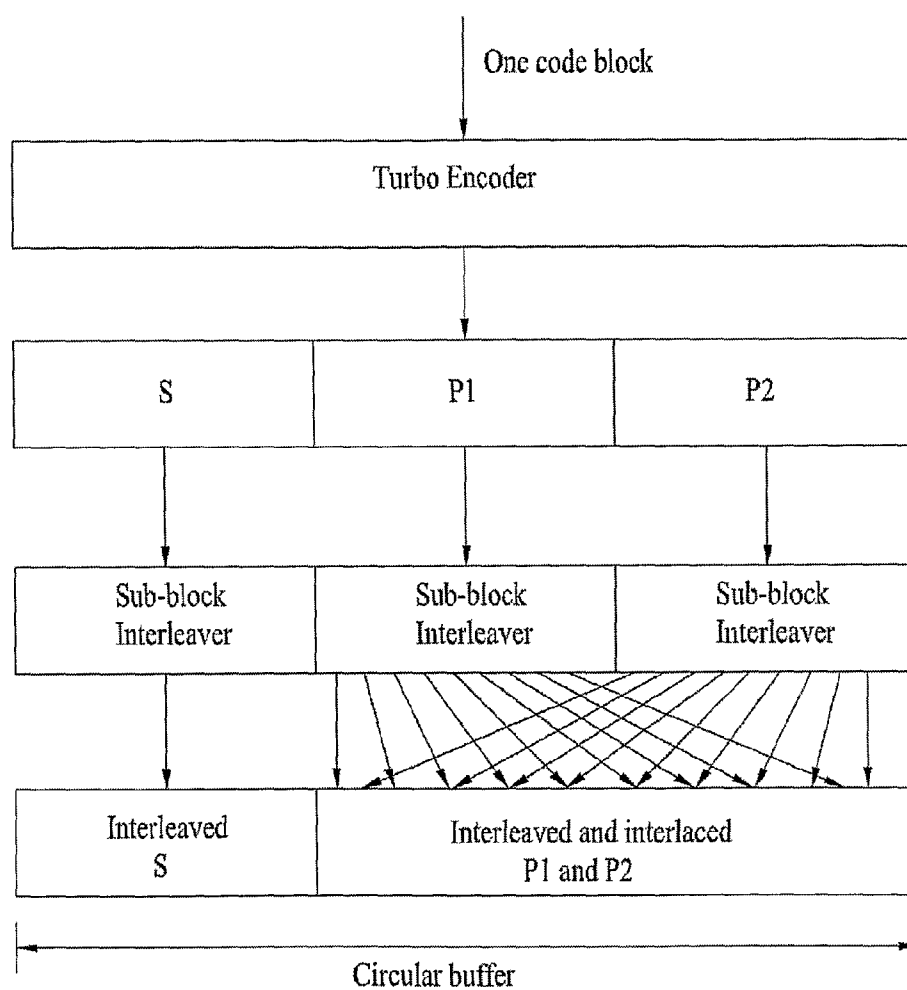 One code block
Turbo Encoder
S
P1
P2
Sub-block
Interleaver
Sub-block
Interleaver
Sub-block
Interleaver
Interleaved
S
Interleaved and interlaced
P1 and P2
Circular buffer